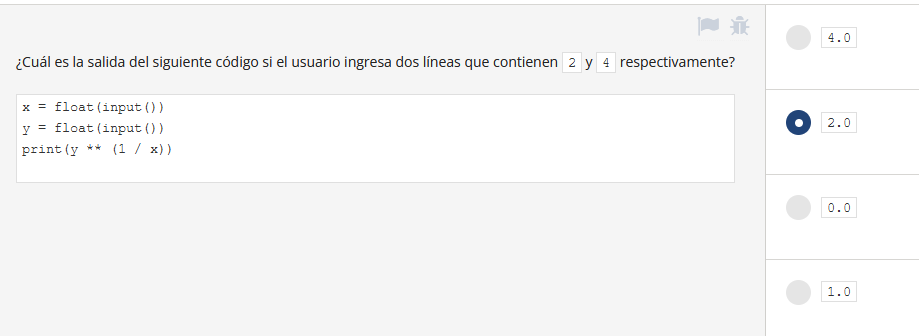 ¿Cuál es la salida del siguiente código si el usuario ingresa dos líneas que contienen 2 y 4 respectivamente?
x = float(input())
y = float(input())
print(y ** (1 / x))
4.0
2.0
0.0
1.0